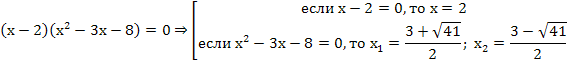 (x − 2)(x² − 3x − 8) = 0 ⇒ [ если x − 2 = 0, то x = 2
если x² − 3x − 8 = 0, то x₁ = (3 + √41)/2 ; x₂ = (3 − √41)/2